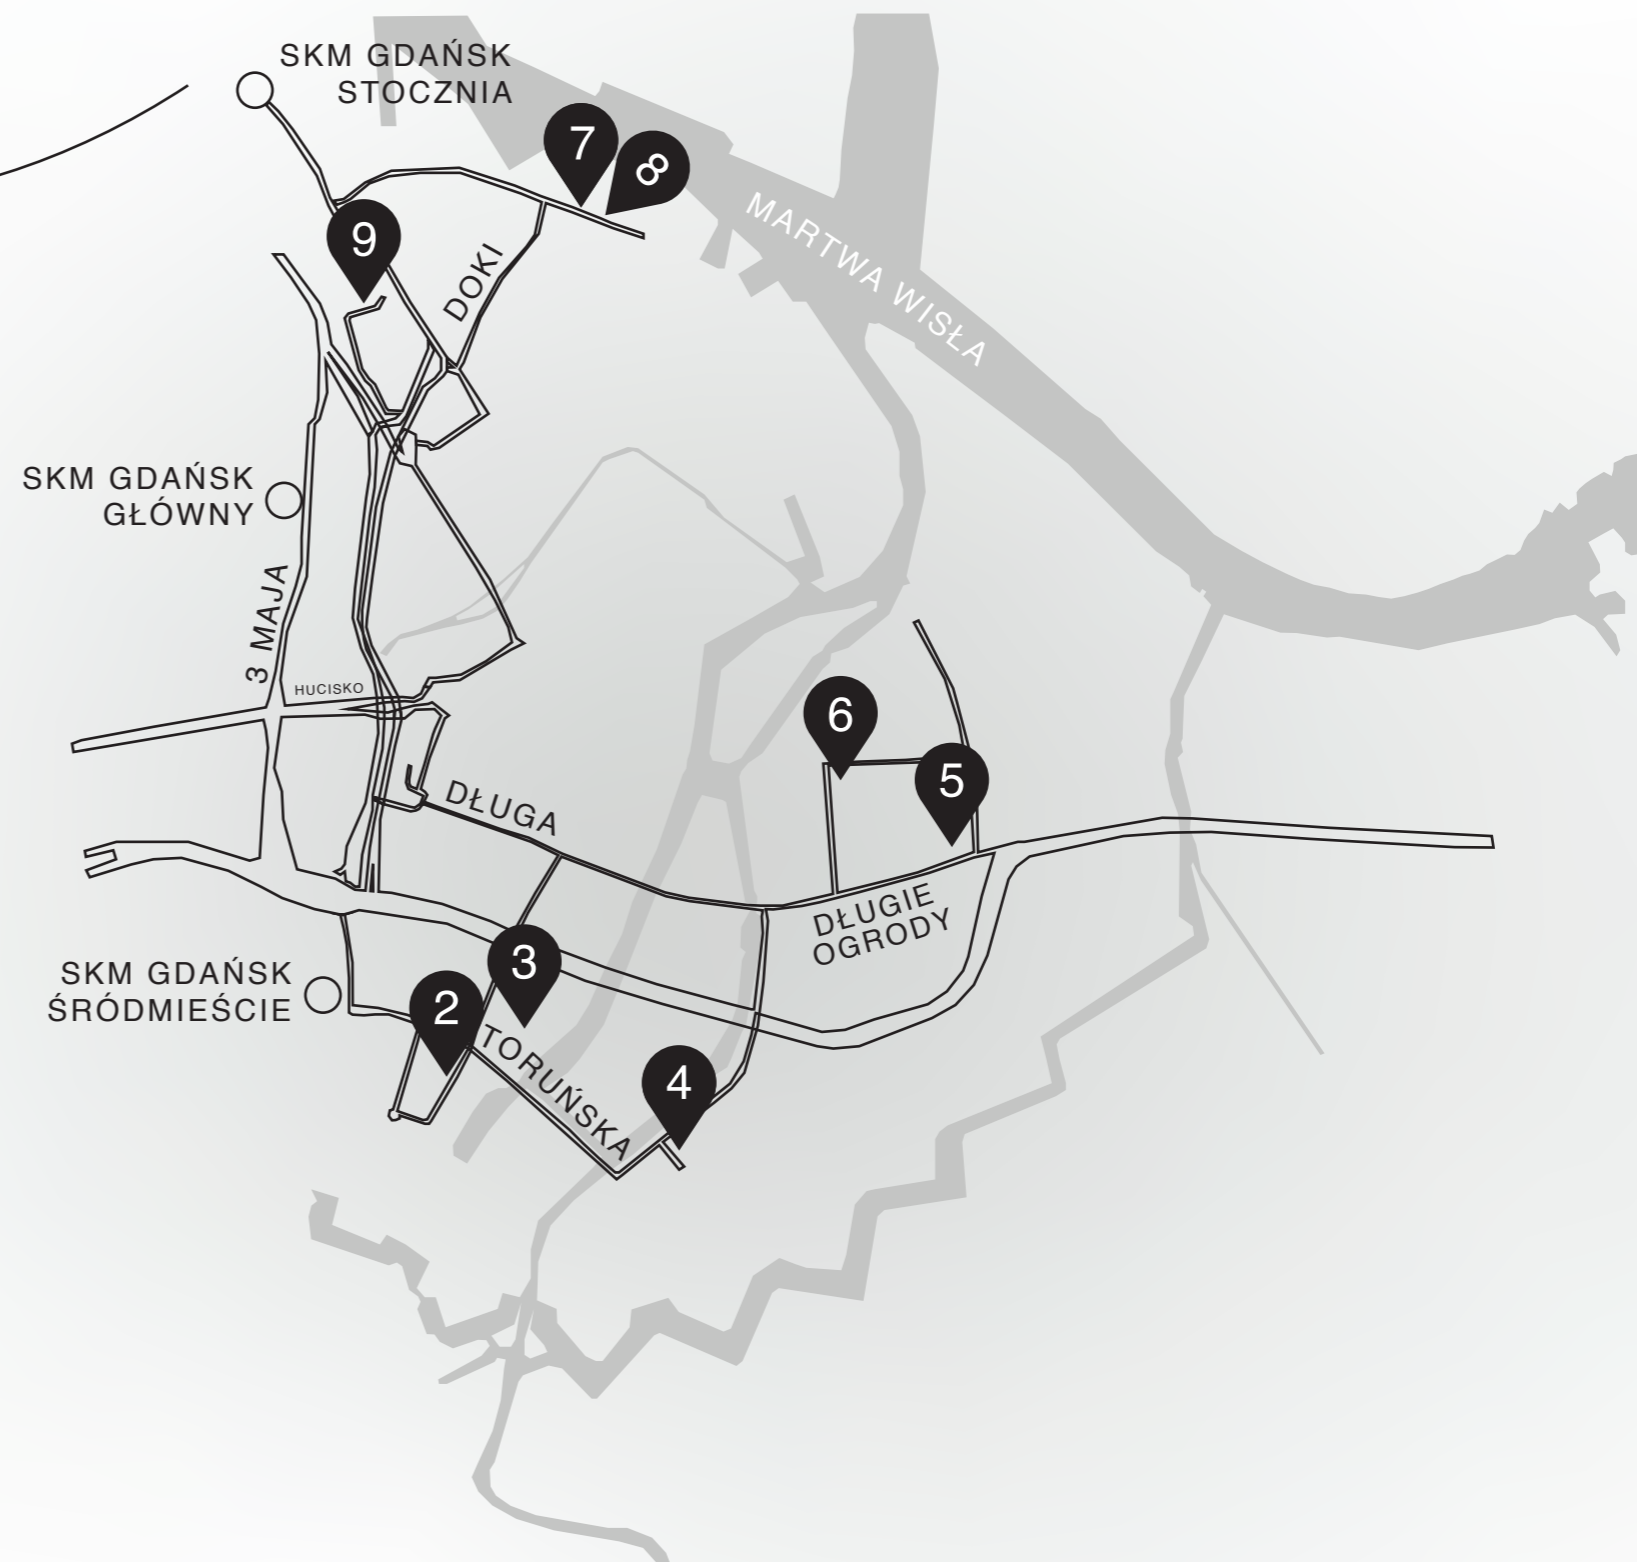 SKM GDAŃSK
STOCZNIA
7
8
MARTWA WISŁA
9
DOKI
SKM GDAŃSK
GŁÓWNY
3 MAJA
HUCISKO
6
5
DŁUGA
DŁUGIE
OGRODY
SKM GDAŃSK
ŚRÓDMIEŚCIE
3
2
TORUŃSKA
4